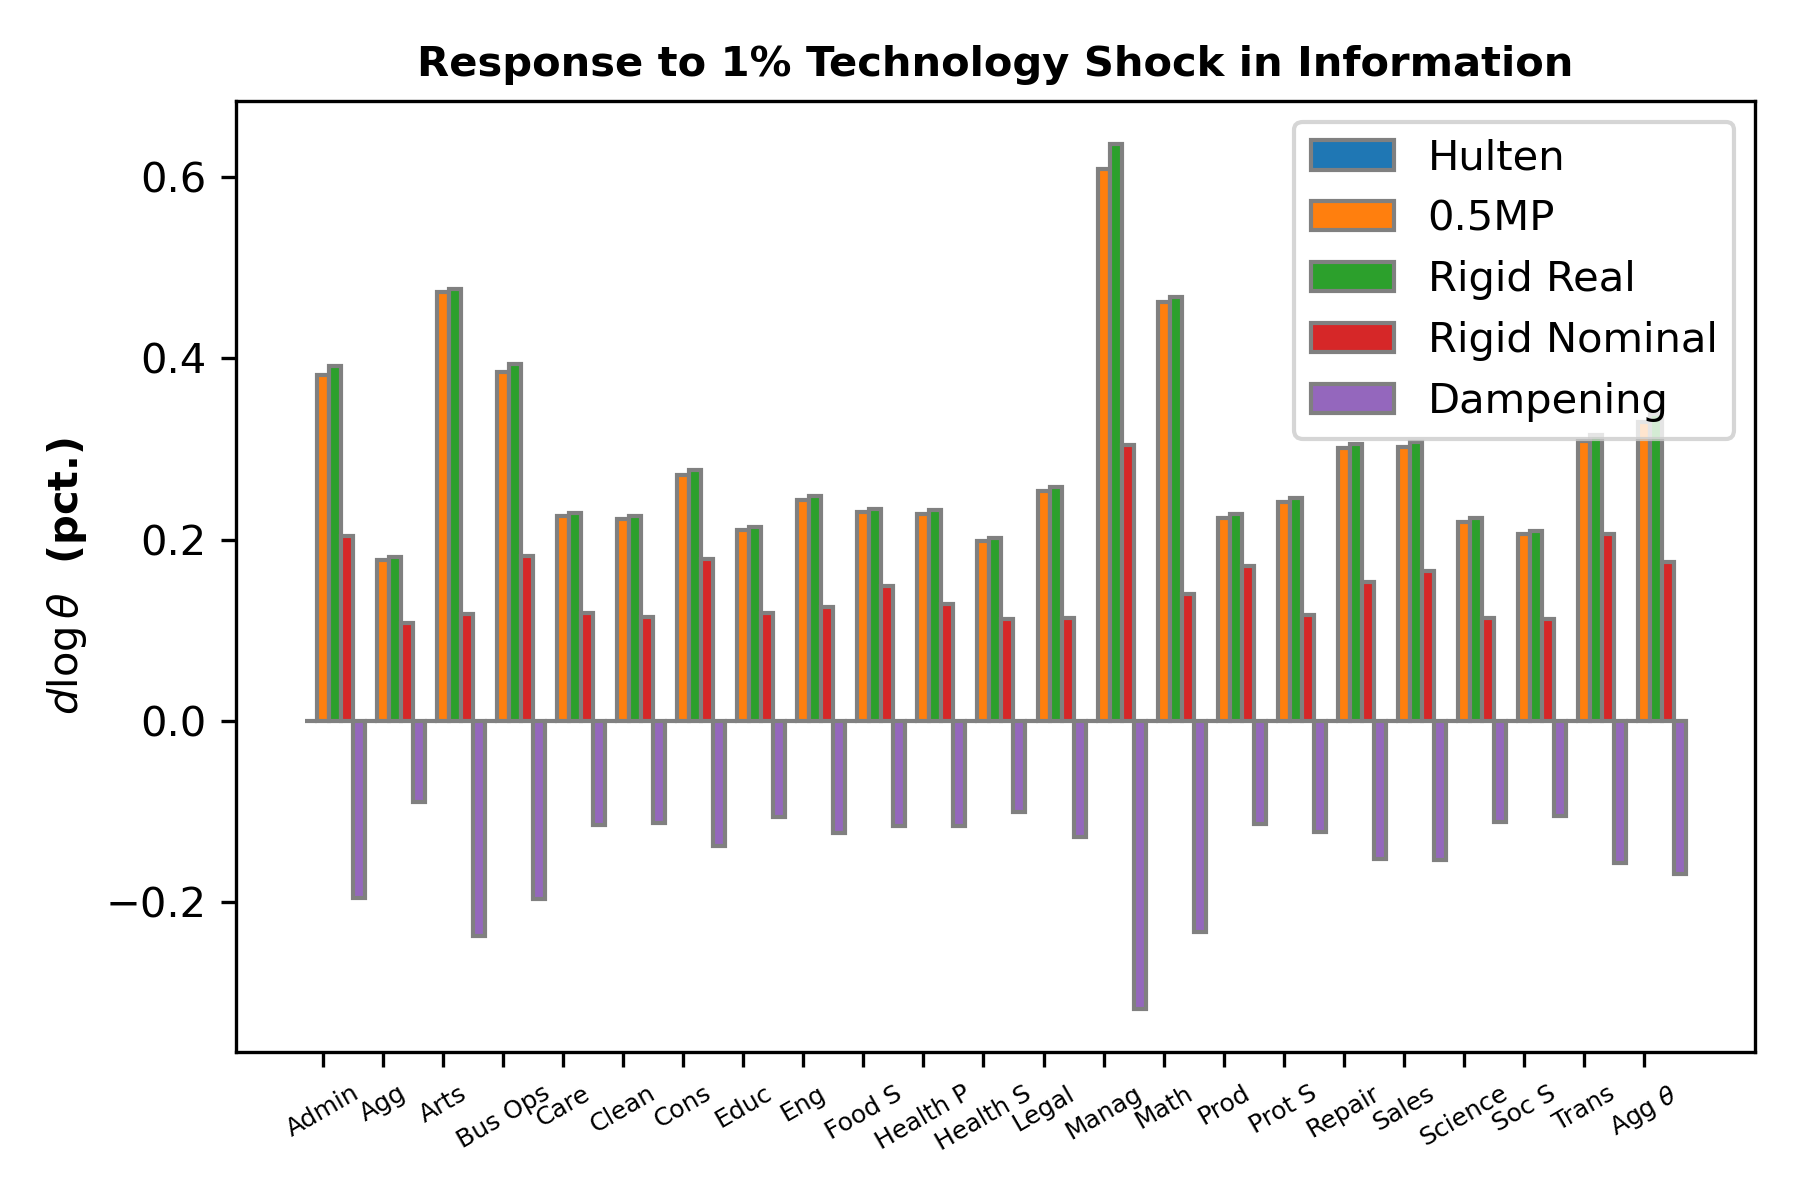 Response to 1% Technology Shock in Information
Hulten
0.5MP
Rigid Real
Rigid Nominal
Dampening
dlog θ (pct.)
0.6
0.4
0.2
0.0
−0.2
Admin
Agg
Arts
Bus Ops
Care
Clean
Cons
Educ
Eng
Food S
Health P
Health S
Legal
Manag
Math
Prod
Prot S
Repair
Sales
Science
Soc S
Trans
Agg θ